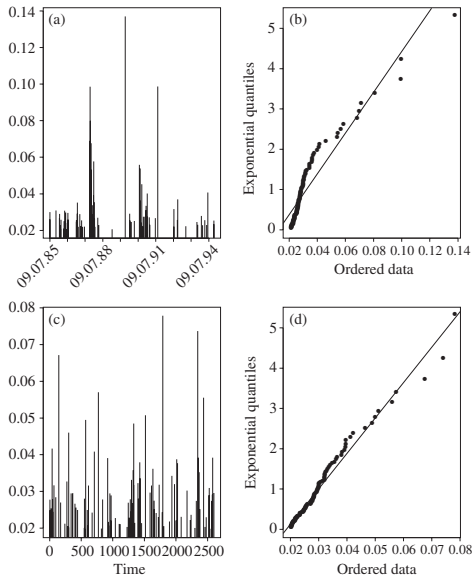 (a)
0.14
0.12
0.10
0.08
0.06
0.04
0.02
09.07.85
09.07.88
09.07.91
09.07.94
(b)
Exponential quantiles
5
4
3
2
1
0
0.02 0.04 0.06 0.08 0.10 0.12 0.14
Ordered data
(c)
0.08
0.07
0.06
0.05
0.04
0.03
0.02
0 500 1000 1500 2000 2500
Time
(d)
Exponential quantiles
5
4
3
2
1
0
0.02 0.03 0.04 0.05 0.06 0.07 0.08
Ordered data